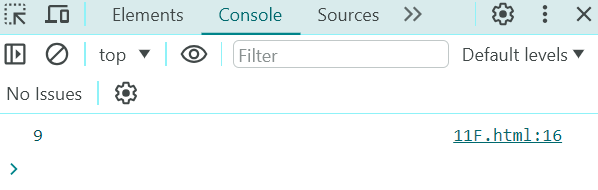 Elements Console Sources
top Filter Default levels
No Issues
9 11F.html:16